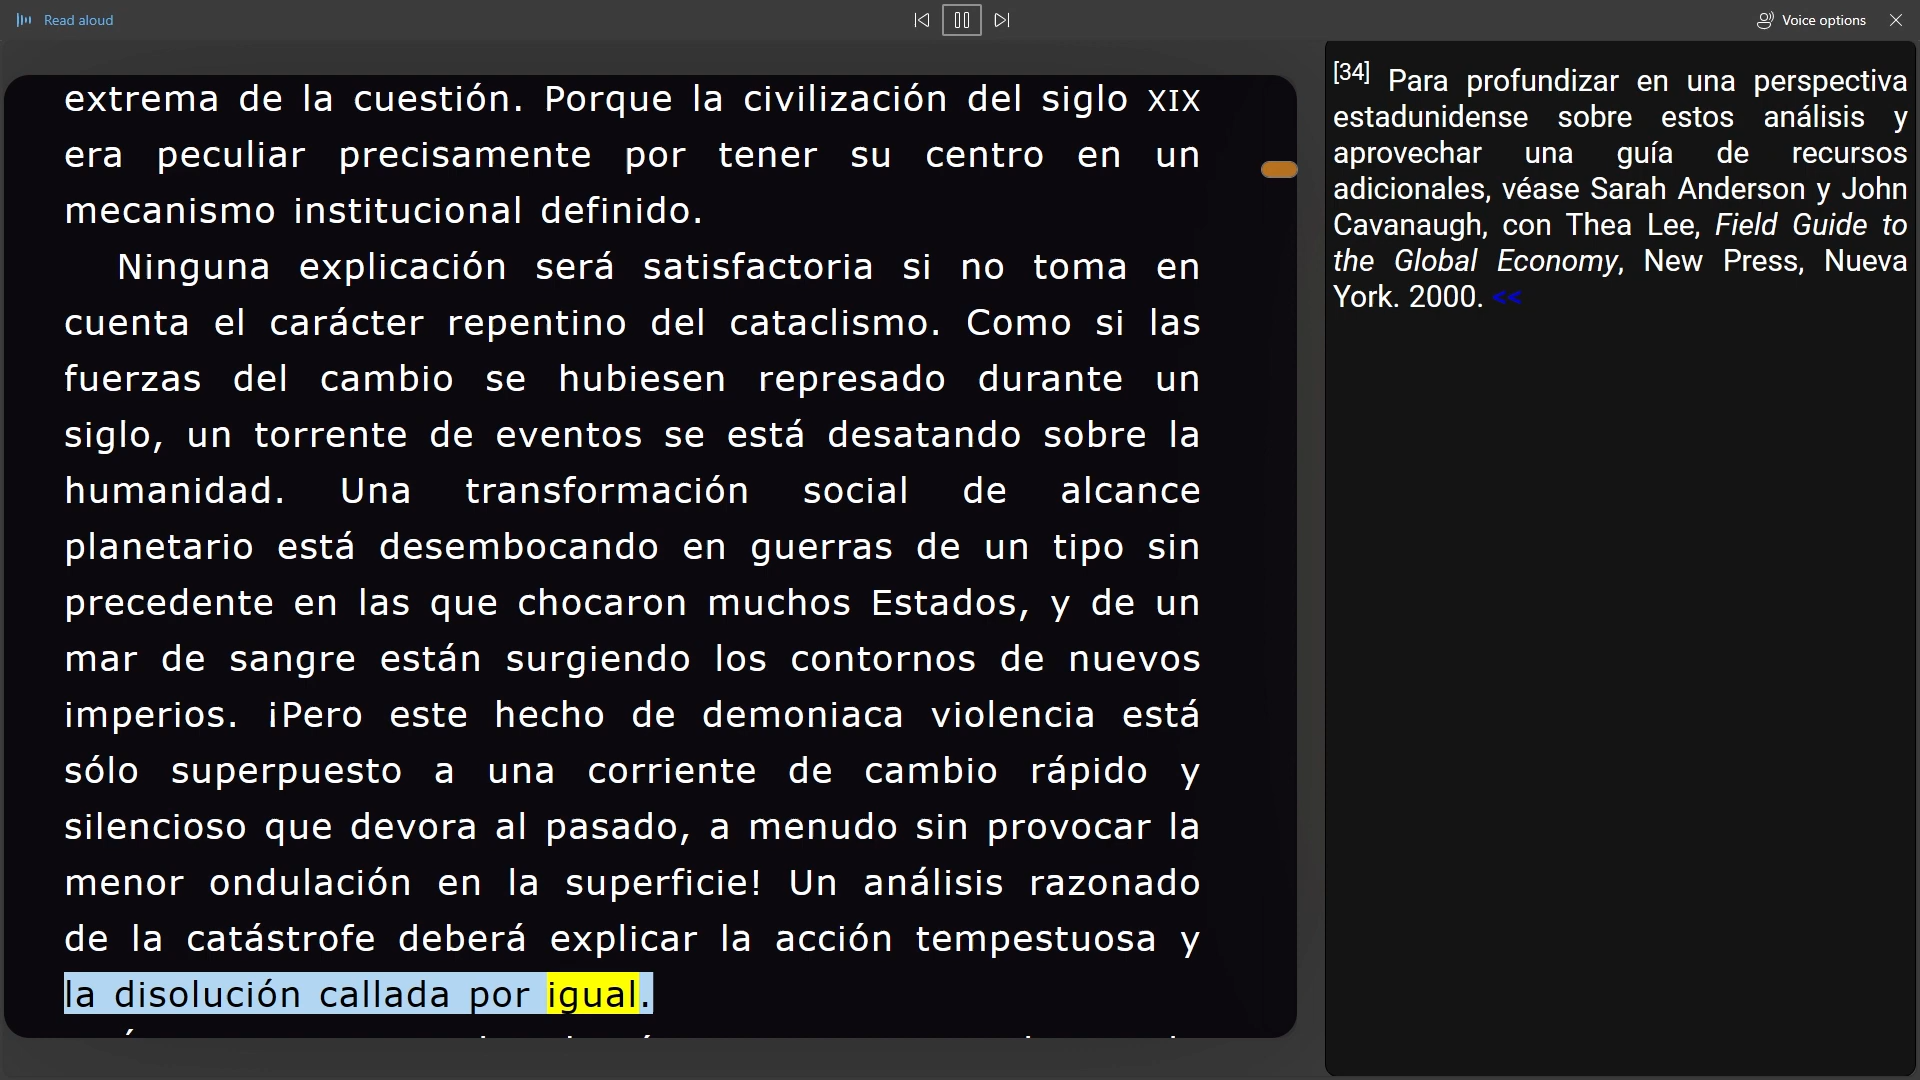 Read aloud
Voice options
extrema de la cuestión. Porque la civilización del siglo XIX
era peculiar precisamente por tener su centro en un
mecanismo institucional definido.
Ninguna explicación será satisfactoria si no toma en
cuenta el carácter repentino del cataclismo. Como si las
fuerzas del cambio se hubiesen represado durante un
siglo, un torrente de eventos se está desatando sobre la
humanidad. Una transformación social de alcance
planetario está desembocando en guerras de un tipo sin
precedente en las que chocaron muchos Estados, y de un
mar de sangre están surgiendo los contornos de nuevos
imperios. ¡Pero este hecho de demoniaca violencia está
sólo superpuesto a una corriente de cambio rápido y
silencioso que devora al pasado, a menudo sin provocar la
menor ondulación en la superficie! Un análisis razonado
de la catástrofe deberá explicar la acción tempestuosa y
la disolución callada por igual.
[34] Para profundizar en una perspectiva
estadunidense sobre estos análisis y
aprovechar una guía de recursos
adicionales, véase Sarah Anderson y John
Cavanaugh, con Thea Lee, Field Guide to
the Global Economy, New Press, Nueva
York. 2000. <<